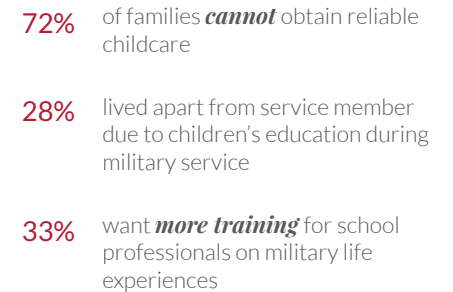 72% of families cannot obtain reliable
childcare
28% lived apart from service member
due to children's education during
military service
33% want more training for school
professionals on military life
experiences